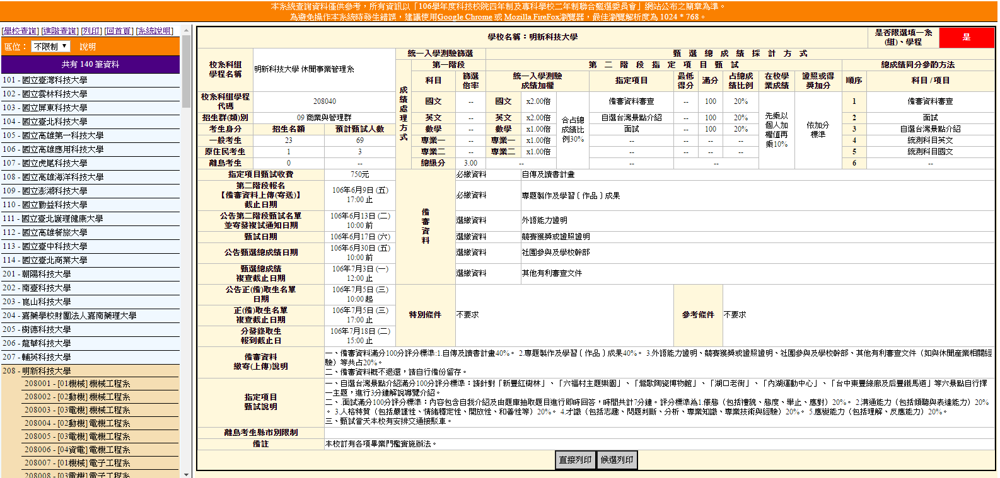 本系統查詢資料僅供參考，所有資訊以「106學年度科技校院四年制及專科學校二年制聯合甄選委員會」網站公布之簡章為準。
為避免操作本系統時發生錯誤，建議使用Google Chrome 或 Mozilla FireFox瀏覽器，最佳瀏覽解析度為 1024 * 768。
[學校查詢] [進階查詢] [列印] [回首頁] [系統說明]
區位： 不限制 說明
共有 140 筆資料
101 - 國立臺灣科技大學
102 - 國立雲林科技大學
103 - 國立屏東科技大學
104 - 國立臺北科技大學
105 - 國立高雄第一科技大學
106 - 國立高雄應用科技大學
107 - 國立虎尾科技大學
108 - 國立高雄海洋科技大學
109 - 國立澎湖科技大學
110 - 國立勤益科技大學
111 - 國立臺北護理健康大學
112 - 國立高雄餐旅大學
113 - 國立臺中科技大學
114 - 國立臺北商業大學
201 - 朝陽科技大學
202 - 南臺科技大學
203 - 崑山科技大學
204 - 嘉藥學校財團法人嘉南藥理大學
205 - 樹德科技大學
206 - 龍華科技大學
207 - 輔英科技大學
208 - 明新科技大學
208001 - [01機械] 機械工程系
208002 - [02動機] 機械工程系
208003 - [03電機] 機械工程系
208004 - [02動機] 電機工程系
208005 - [03電機] 電機工程系
208006 - [04資電] 電機工程系
208007 - [01機械] 電子工程系
208008 - [03電機] 電子工程系
學校名稱：明新科技大學
是否限選填一系
(組)、學程
是
校系科組
學程名稱
明新科技大學 休閒事業管理系
統一入學測驗篩選
甄 選 總 成 績 採 計 方 式
成績處理方式
第一階段
第 二 階 段 指 定 項 目 甄 試
總成績同分參酌方法
科目
篩選
倍率
統一入學測驗
成績加權
指定項目
最低
得分
滿分
占總成
績比例
在校學
業成績
證照或得
獎加分
順序
科目 / 項目
校系科組學程
代碼
208040
國文 -- 國文 x2.00倍
合占總
成績比
例30%
備審資料審查 -- 100 20%
先乘以
個人加
權值再
乘10%
依加分
標準
1 備審資料審查
招生群(類)別 09 商業與管理群
英文 -- 英文 x2.00倍 自選台灣景點介紹 -- 100 20% 2 面試
考生身分 招生名額 預計甄試人數
數學 -- 數學 x1.00倍 面試 -- 100 20% 3 自選台灣景點介紹
一般考生 23 69
專業一 -- 專業一 x1.00倍 -- -- -- -- 4 統測科目英文
原住民考生 1 3
專業二 -- 專業二 x1.00倍 -- -- -- -- 5 統測科目國文
離島考生 0 --
總級分 3.00 -- -- -- 6 --
指定項目甄試收費 750元
備審資料
必繳資料 自傳及讀書計畫
第二階段報名
【備審資料上傳(寄送)】
截止日期
106年6月9日 (五)
17:00 止
必繳資料 專題製作及學習﹝作品﹞成果
公告第二階段甄試名單
並寄發複試通知日期
106年6月13日 (二)
10:00 前
選繳資料 外語能力證明
甄試日期 106年6月17日 (六)
選繳資料 競賽獲獎或證照證明
公告甄選總成績日期
106年6月30日 (五)
10:00 前
選繳資料 社團參與及學校幹部
甄選總成績
複查截止日期
106年7月3日 (一)
12:00 止
選繳資料 其他有利審查文件
公告正(備)取生名單
日期
106年7月5日 (三)
10:00 起
正(備)取生名單
複查截止日期
106年7月5日 (三)
17:00 止
特別條件 不要求 參考條件 不要求
分發錄取生
報到截止日
106年7月18日 (二)
15:00 止
備審資料
繳寄(上傳)說明
一、備審資料滿分100分評分標準:1.自傳及讀書計畫40%。 2.專題製作及學習﹝作品﹞成果40%。 3.外語能力證明、競賽獲獎或證照證明、社團參與及學校幹部、其他有利審查文件（如與休閒產業相關經
驗）等共占20%。
二、備審資料概不退還，請自行備份留存。
指定項目
甄試說明
一、自選台灣景點介紹滿分100分評分標準：請針對「新豐紅樹林」、「六福村主題樂園」、「鶯歌陶瓷博物館」、「湖口老街」、「內湖運動中心」、「台中東豐綠廊及后豐鐵馬道」等六景點自行擇
一主題，進行3分鐘解說導覽介紹。
二、.面試滿分100分評分標準：內容包含自我介紹及由題庫抽取題目進行即時回答，時間共計7分鐘。評分標準為1.儀態（包括禮貌、態度、舉止、應對）20%。 2.溝通能力（包括傾聽與表達能力）20%
。 3.人格特質（包括嚴謹性、情緒穩定性、開放性、和善性等）20%。 4.才識（包括志趣、問題判斷、分析、專業知識、專業技術與經驗）20%。 5.應變能力（包括理解、反應能力）20%。
三、甄試當天本校有安排交通接駁車。
離島考生縣市別限制
備註 本校訂有各項畢業門檻實施辦法。
直接列印 候選列印